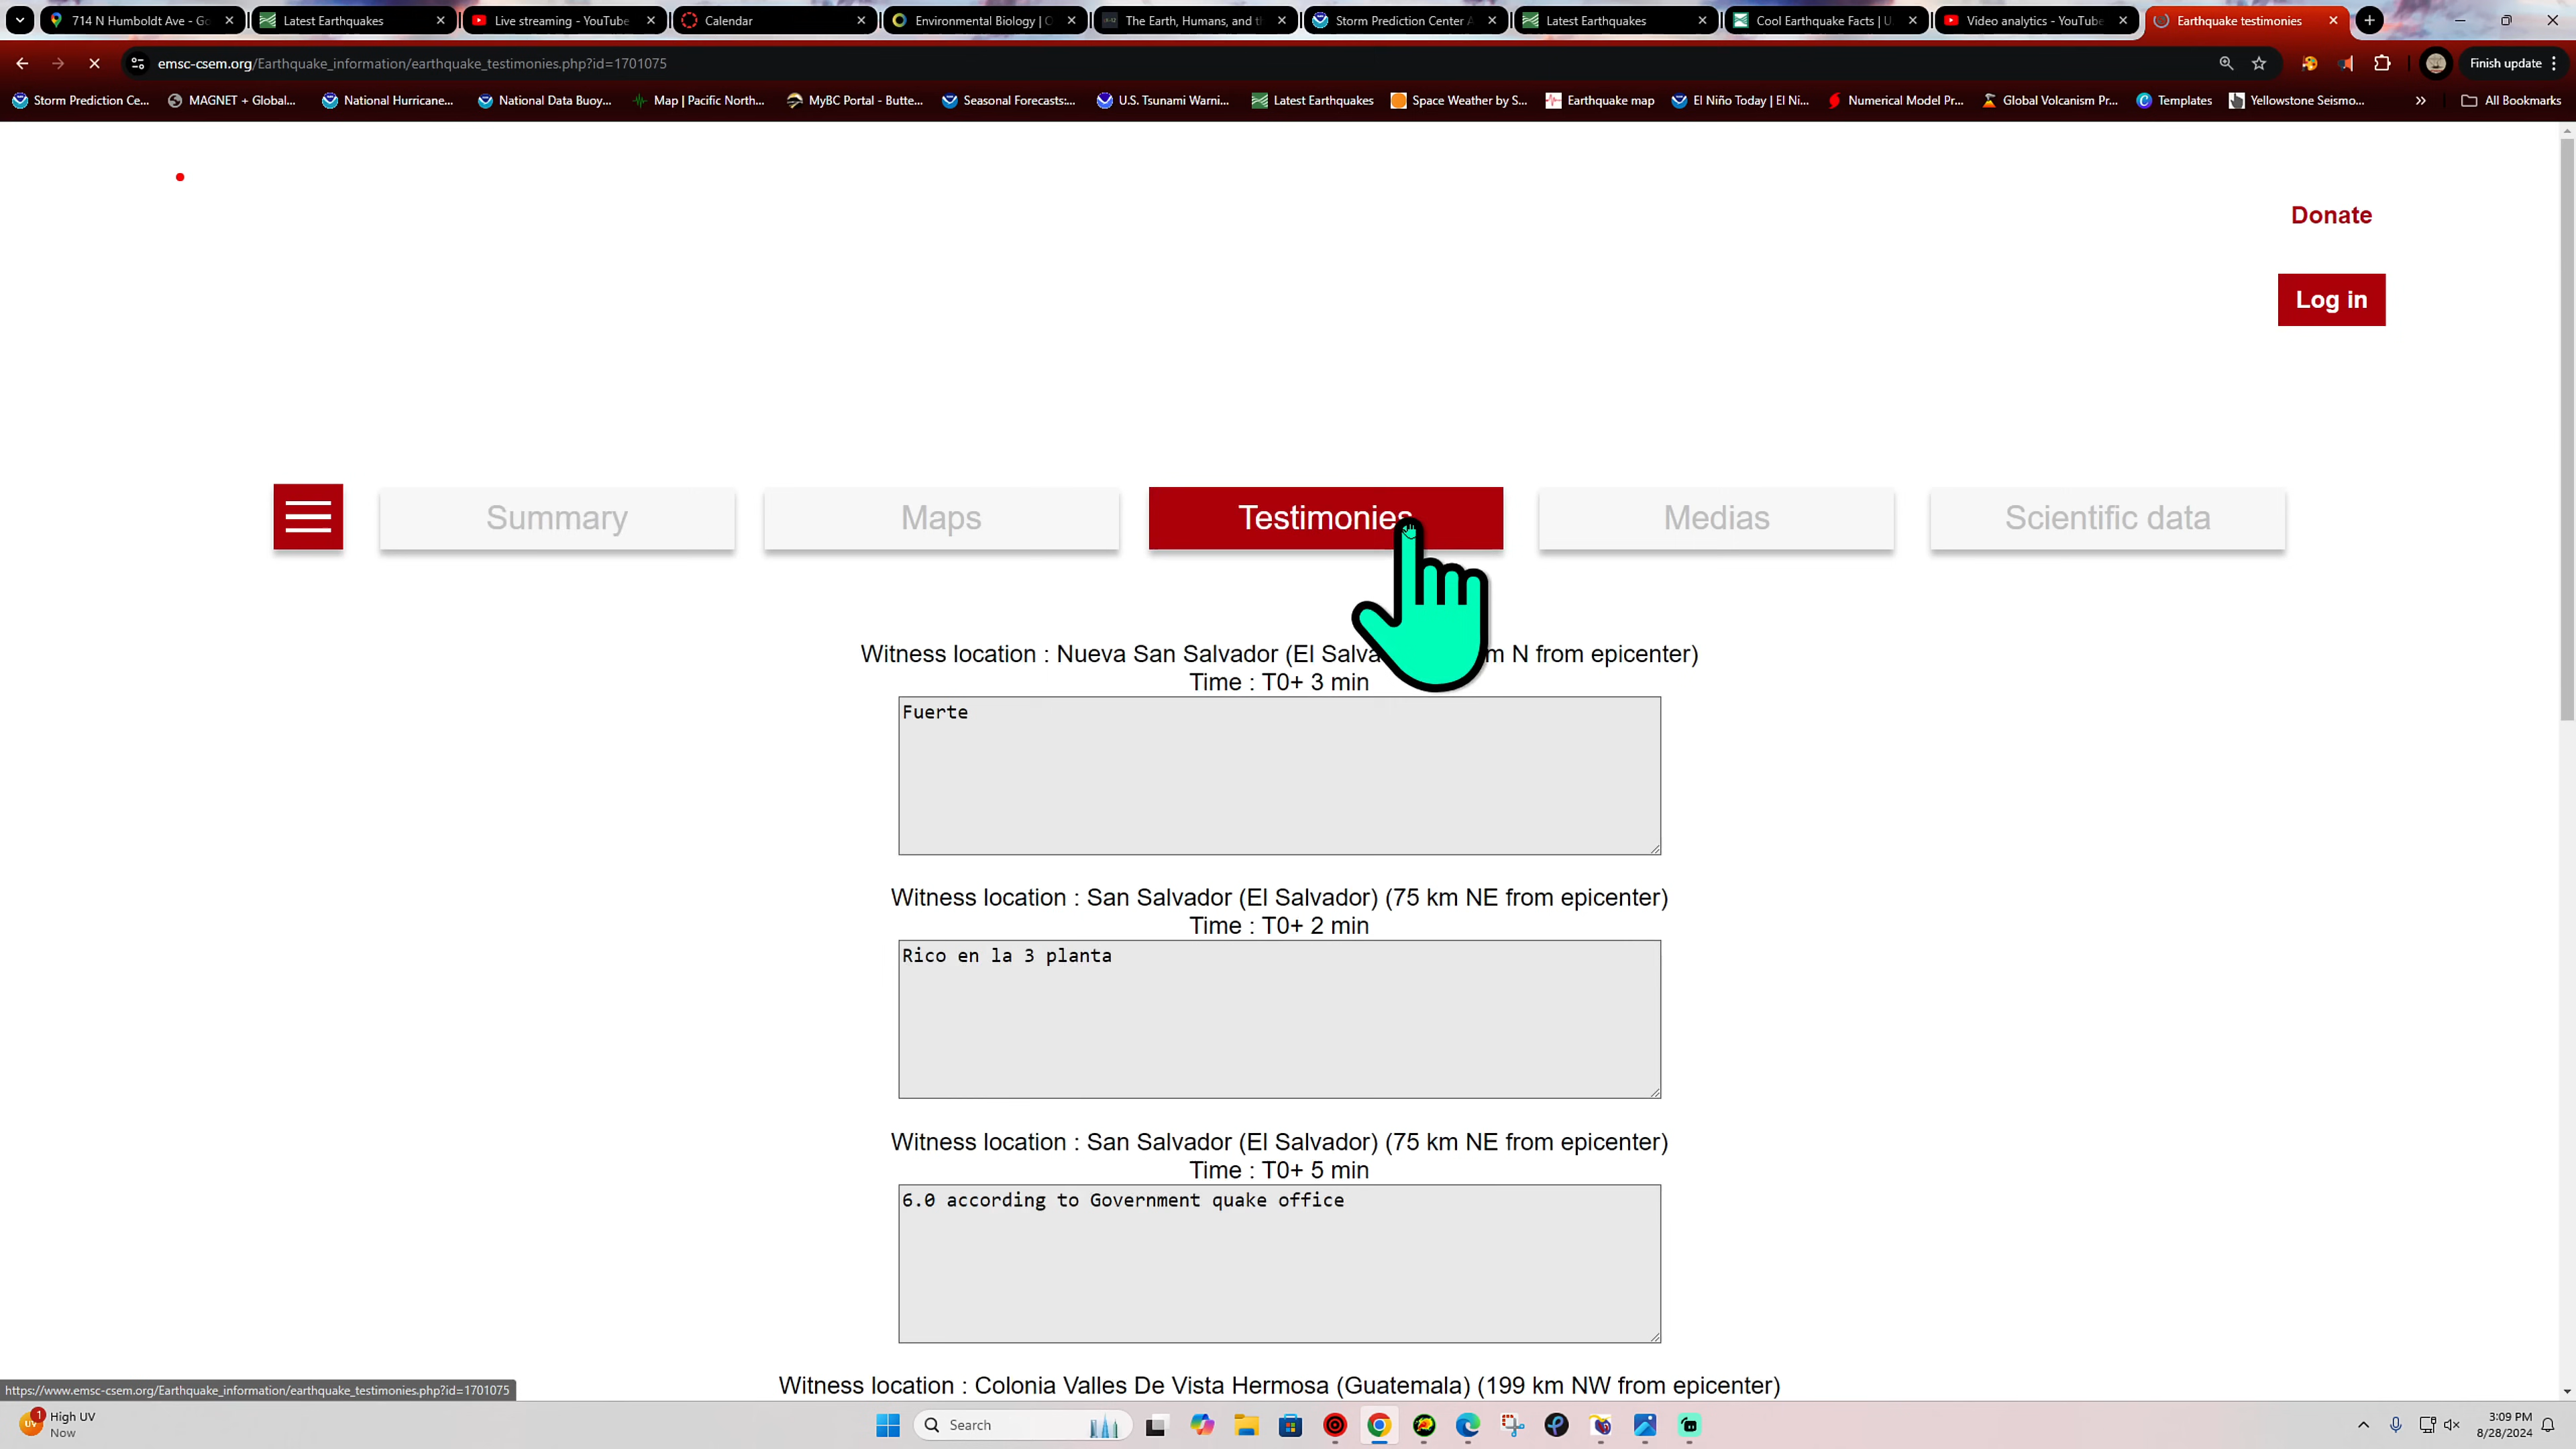 714 N Humboldt Ave - Go
Latest Earthquakes
Live streaming - YouTube
Calendar
Environmental Biology | O
The Earth, Humans, and t
Storm Prediction Center A
Latest Earthquakes
Cool Earthquake Facts | U
Video analytics - YouTube
Earthquake testimonies
emsc-csem.org/Earthquake_information/earthquake_testimonies.php?id=1701075
Finish update
Storm Prediction Ce...
MAGNET + Global...
National Hurricane...
National Data Buoy...
Map | Pacific North...
MyBC Portal - Butte...
Seasonal Forecasts:...
U.S. Tsunami Warni...
Latest Earthquakes
Space Weather by S...
Earthquake map
El Niño Today | El Ni...
Numerical Model Pr...
Global Volcanism Pr...
Templates
Yellowstone Seismo...
All Bookmarks
Donate
Log in
Summary
Maps
Testimonies
Medias
Scientific data
Witness location : Nueva San Salvador (El N from epicenter)
Time : T0+ 3 min
Fuerte
Witness location : San Salvador (El Salvador) (75 km NE from epicenter)
Time : T0+ 2 min
Rico en la 3 planta
Witness location : San Salvador (El Salvador) (75 km NE from epicenter)
Time : T0+ 5 min
6.0 according to Government quake office
Witness location : Colonia Valles De Vista Hermosa (Guatemala) (199 km NW from epicenter)
https://www.emsc-csem.org/Earthquake_information/earthquake_testimonies.php?id=1701075
1
UV
High UV
Now
Search
3:09 PM
8/28/2024